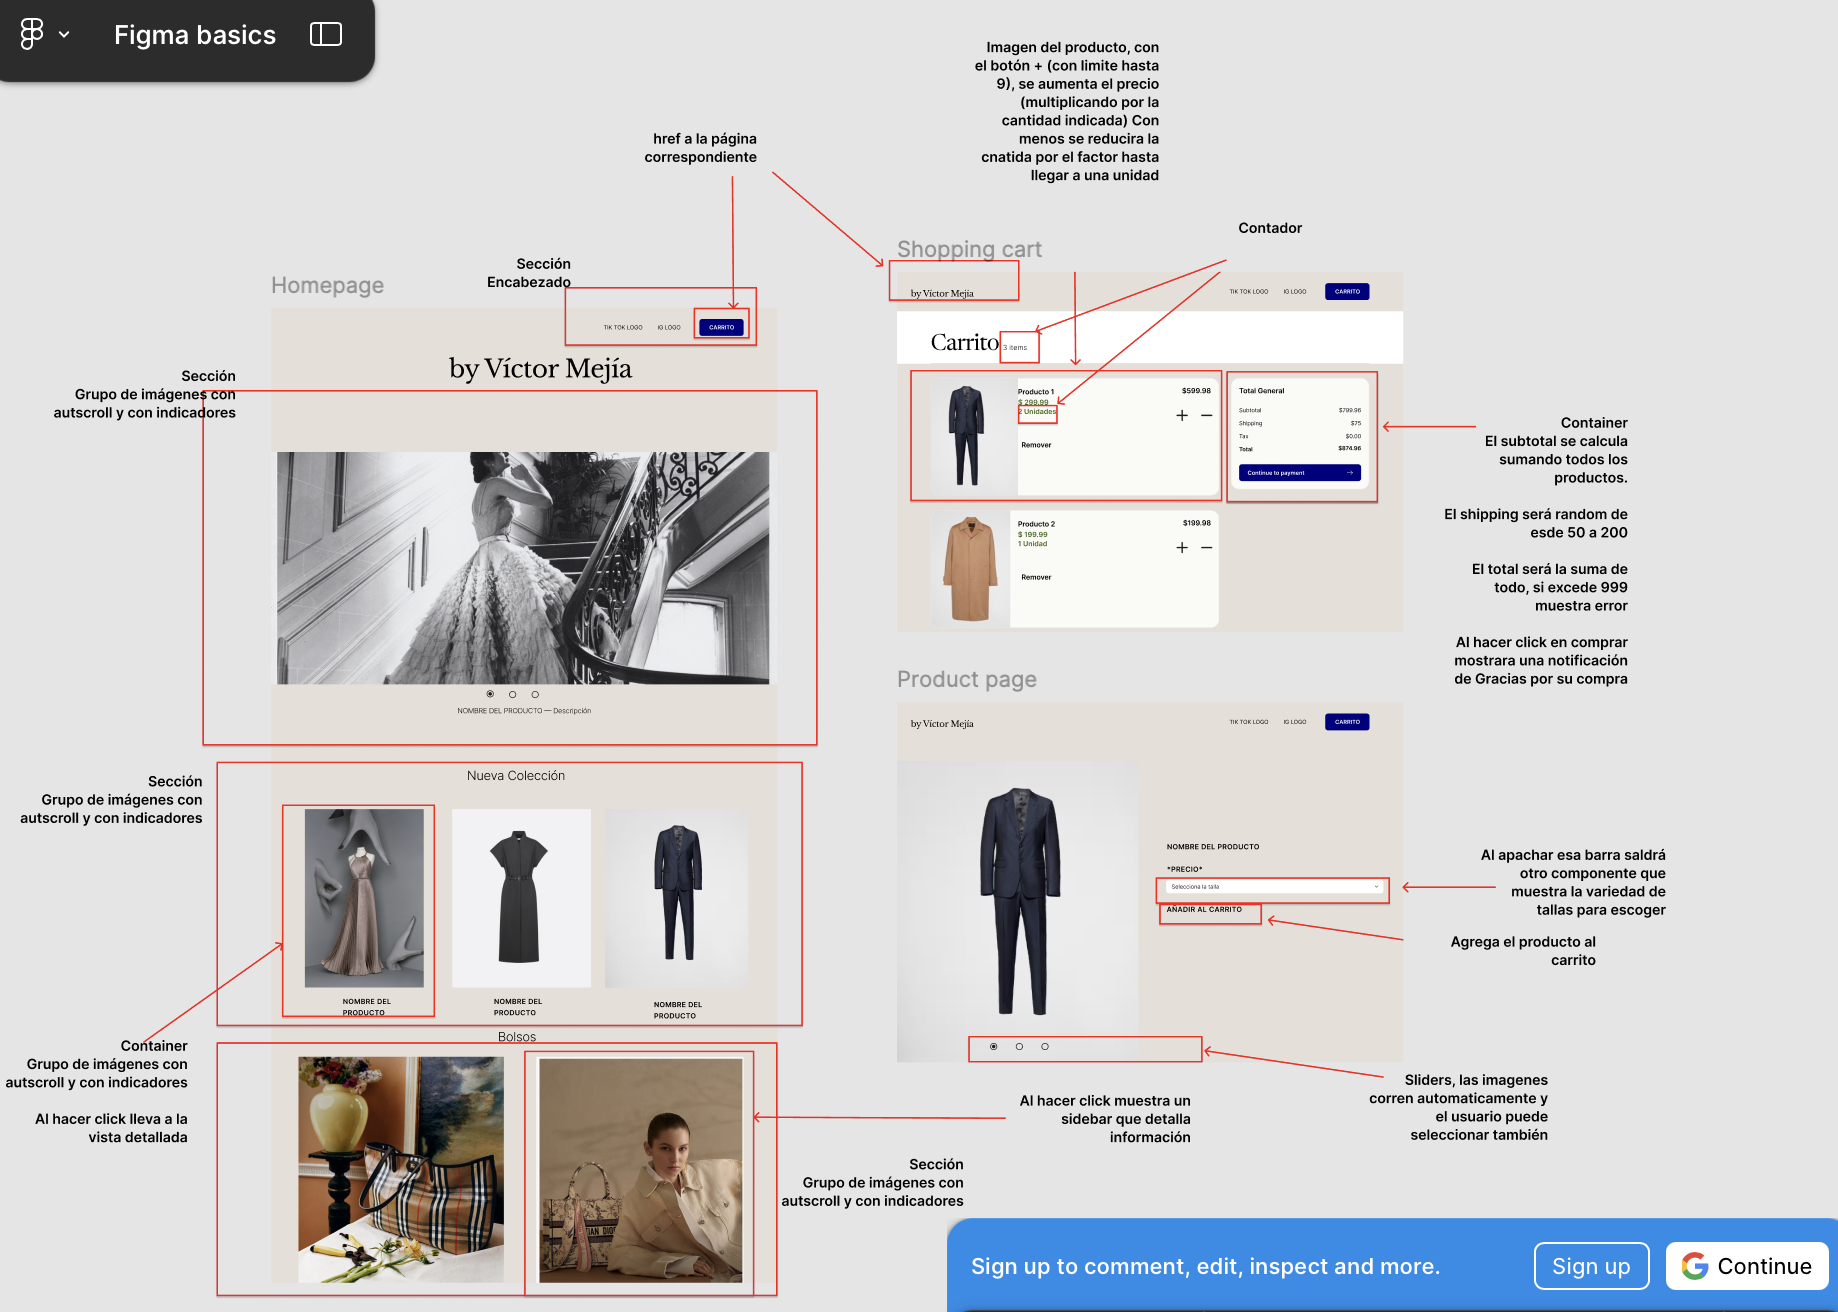 Figma basics
Imagen del producto, con
el botón + (con limite hasta
9), se aumenta el precio
(multiplicando por la
cantidad indicada) Con
menos se reducira la
cnatida por el factor hasta
llegar a una unidad
href a la página
correspondiente
Contador
Sección
Encabezado
Homepage
TIK TOK LOGO
IG LOGO
CARRITO
by Víctor Mejía
Sección
Grupo de imágenes con
autscroll y con indicadores
NOMBRE DEL PRODUCTO — Descripción
Sección
Grupo de imágenes con
autscroll y con indicadores
Nueva Colección
NOMBRE DEL
PRODUCTO
NOMBRE DEL
PRODUCTO
NOMBRE DEL
PRODUCTO
Container
Grupo de imágenes con
autscroll y con indicadores
Al hacer click lleva a la
vista detallada
Bolsos
Al hacer click muestra un
sidebar que detalla
información
Sección
Grupo de imágenes con
autscroll y con indicadores
Shopping cart
by Víctor Mejía
TIK TOK LOGO
IG LOGO
CARRITO
Carrito
3 items
Producto 1
$ 299.99
2 Unidades
Remover
$599.98
+ −
Total General
Subtotal $799.96
Shipping $75
Tax $0.00
Total $874.96
Continue to payment →
Producto 2
$ 199.99
1 Unidad
Remover
$199.98
+ −
Container
El subtotal se calcula
sumando todos los
productos.
El shipping será random de
esde 50 a 200
El total será la suma de
todo, si excede 999
muestra error
Al hacer click en comprar
mostrara una notificación
de Gracias por su compra
Product page
by Víctor Mejía
TIK TOK LOGO
IG LOGO
CARRITO
NOMBRE DEL PRODUCTO
*PRECIO*
Selecciona la talla
AÑADIR AL CARRITO
Al apachar esa barra saldrá
otro componente que
muestra la variedad de
tallas para escoger
Agrega el producto al
carrito
Sliders, las imagenes
corren automaticamente y
el usuario puede
seleccionar también
Sign up to comment, edit, inspect and more.
Sign up
Continue